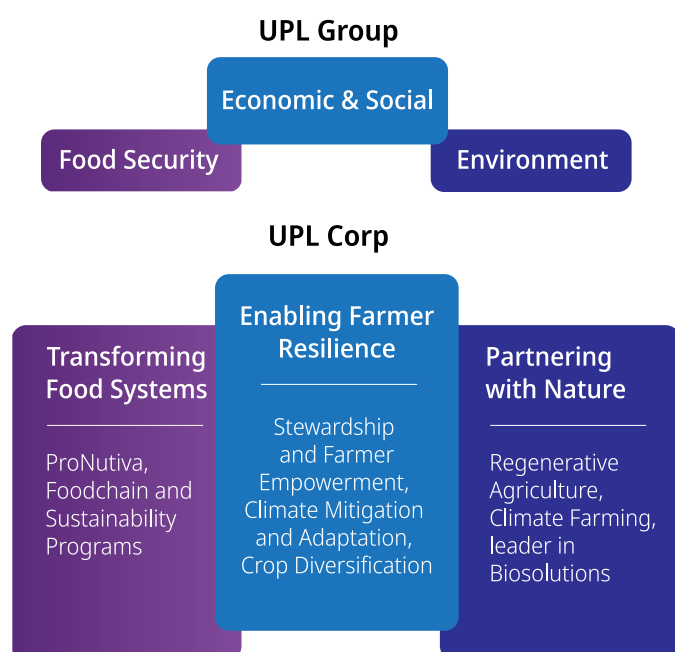 UPL Group
Economic & Social
Food Security
Environment
UPL Corp
Transforming
Food Systems
ProNutiva,
Foodchain and
Sustainability
Programs
Enabling Farmer
Resilience
Stewardship
and Farmer
Empowerment,
Climate Mitigation
and Adaptation,
Crop Diversification
Partnering
with Nature
Regenerative
Agriculture,
Climate Farming,
leader in
Biosolutions